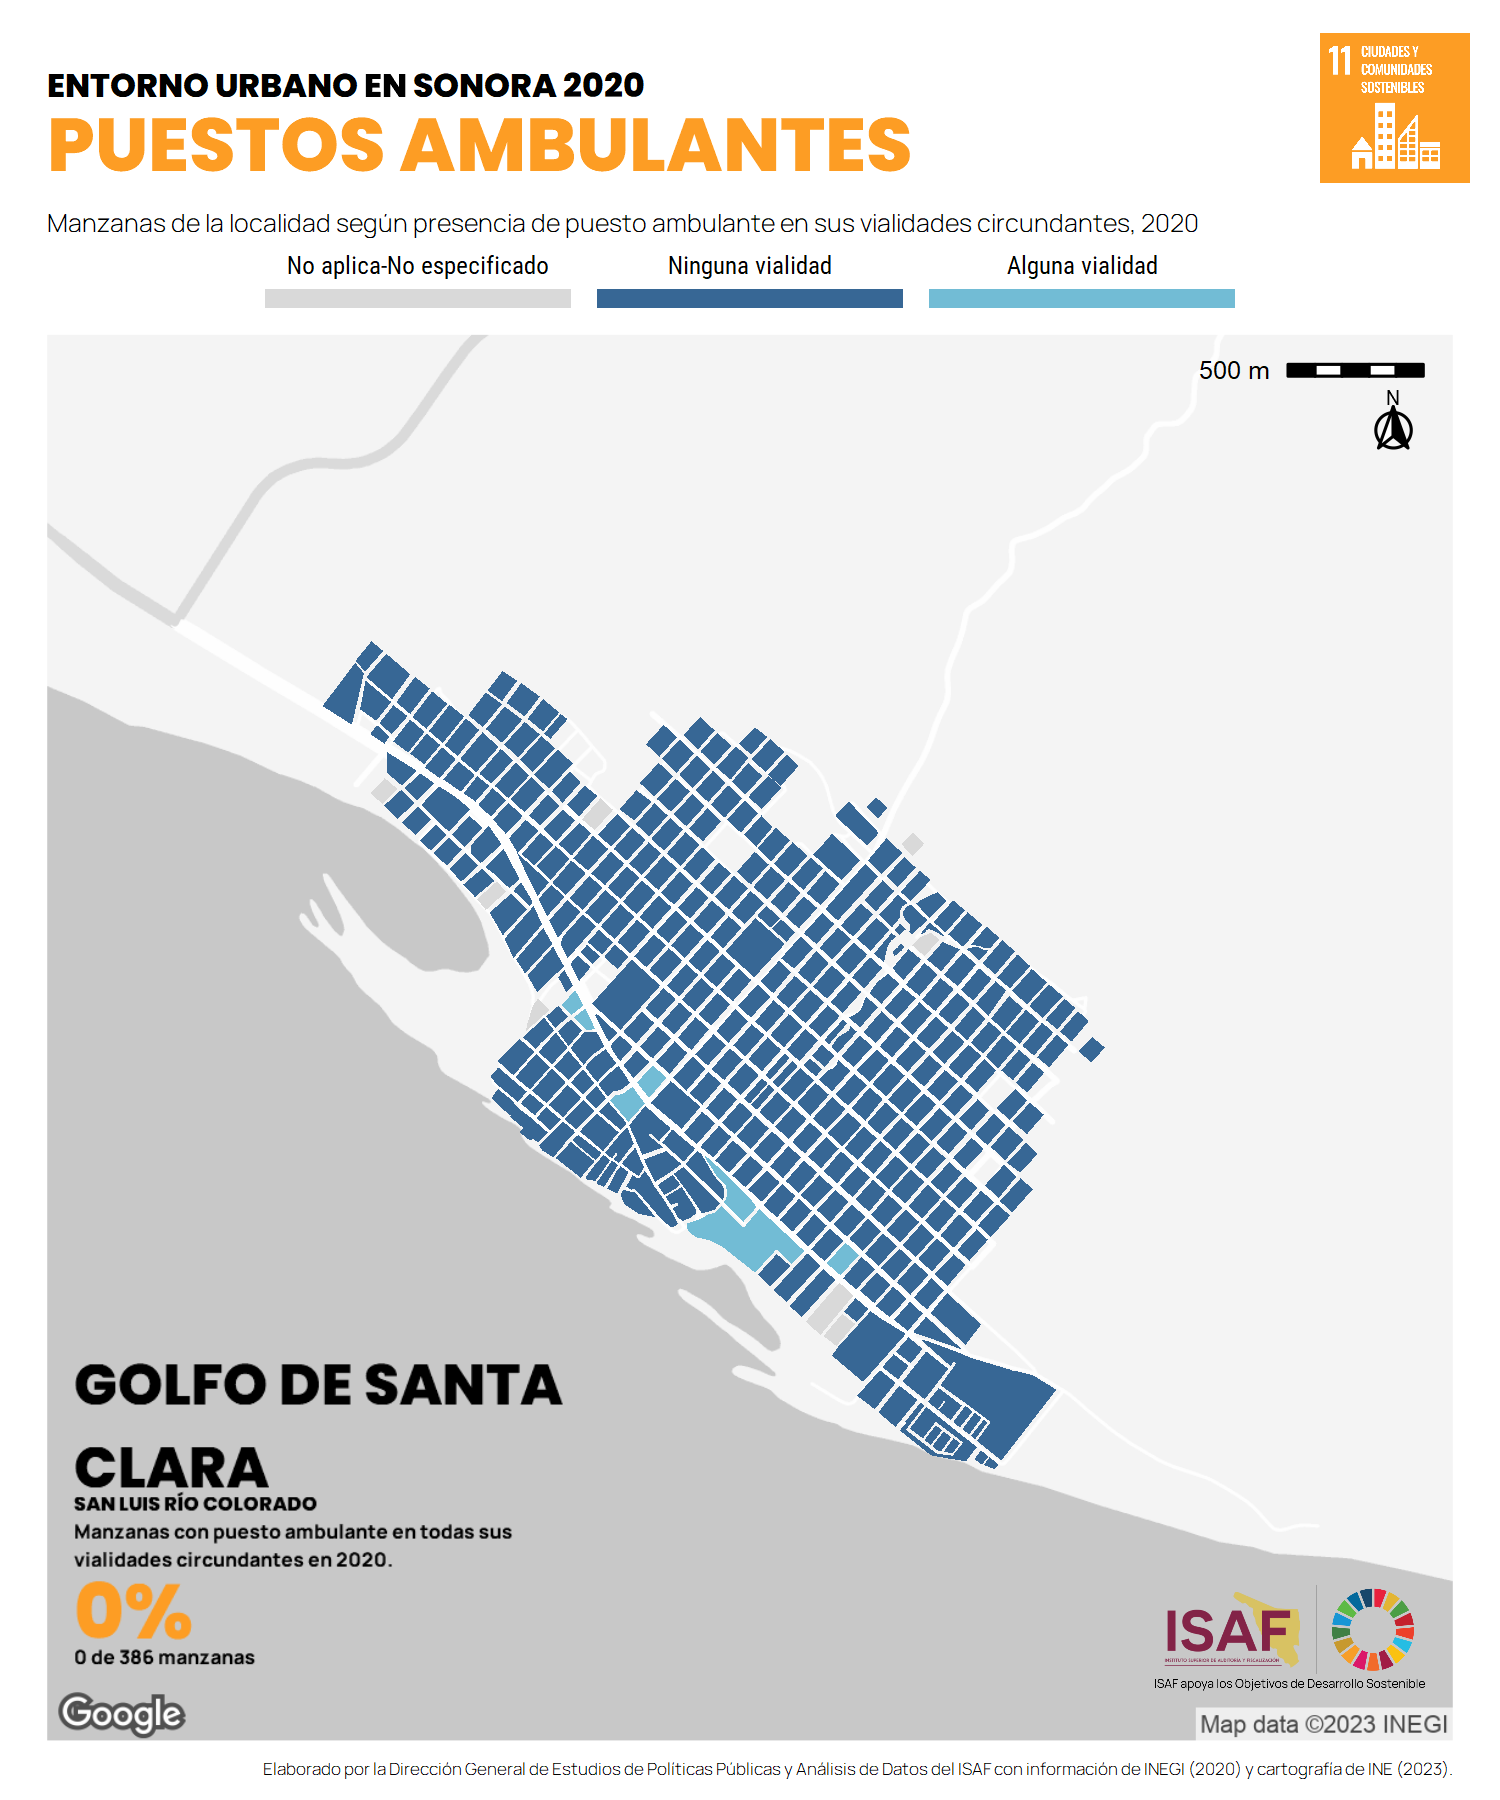 ENTORNO URBANO EN SONORA 2020
PUESTOS AMBULANTES
11 CIUDADES Y
COMUNIDADES
SOSTENIBLES
Manzanas de la localidad según presencia de puesto ambulante en sus vialidades circundantes, 2020
No aplica-No especificado Ninguna vialidad Alguna vialidad
500 m
N
GOLFO DE SANTA
CLARA
SAN LUIS RÍO COLORADO
Manzanas con puesto ambulante en todas sus
vialidades circundantes en 2020.
0%
0 de 386 manzanas
ISAF
INSTITUTO SUPERIOR DE AUDITORÍA Y FISCALIZACIÓN
ISAF apoya los Objetivos de Desarrollo Sostenible
Google
Map data ©2023 INEGI
Elaborado por la Dirección General de Estudios de Políticas Públicas y Análisis de Datos del ISAF con información de INEGI (2020) y cartografía de INE (2023).